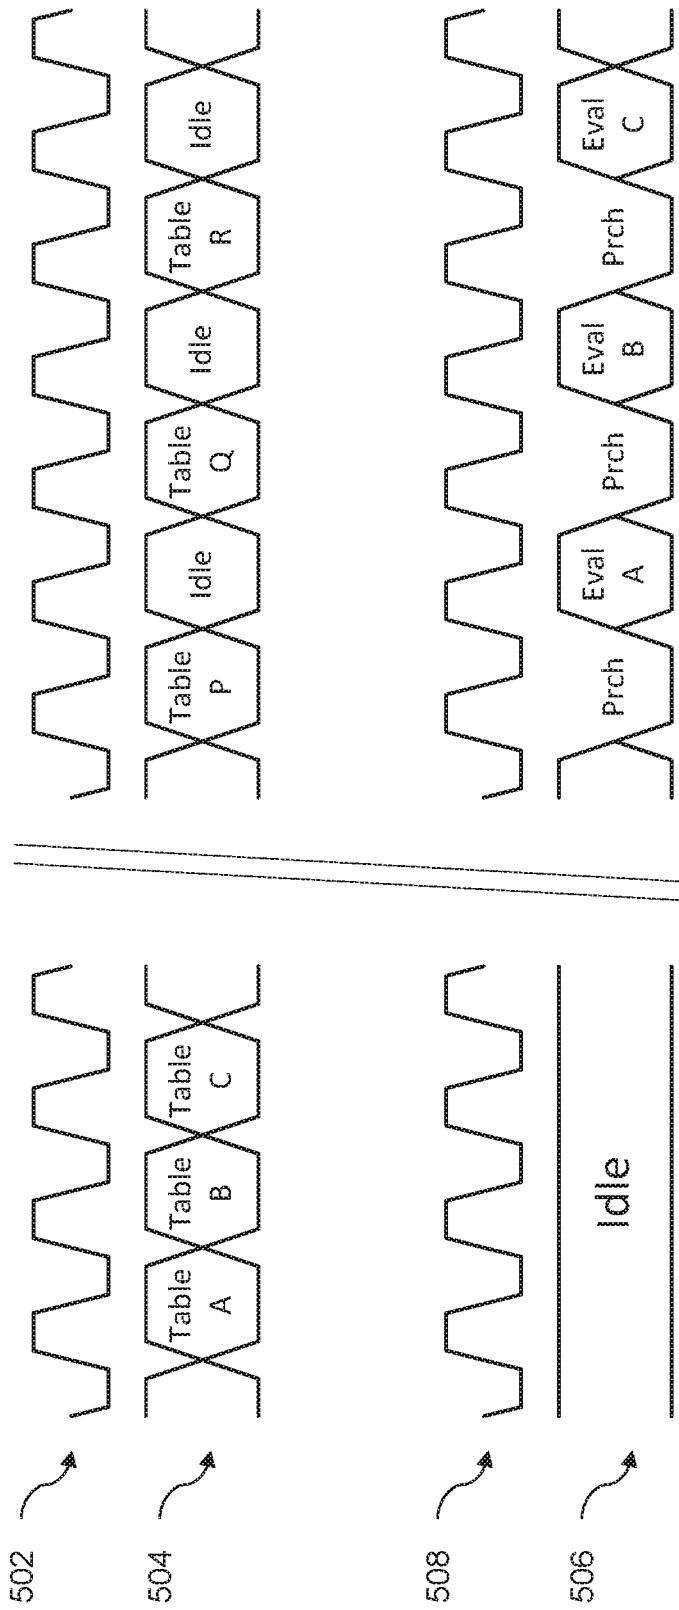 502
504
Table
A
Table
B
Table
C
Table
P
Idle
Table
Q
Idle
Table
R
Idle
508
506
Idle
Prch
Eval
A
Prch
Eval
B
Prch
Eval
C